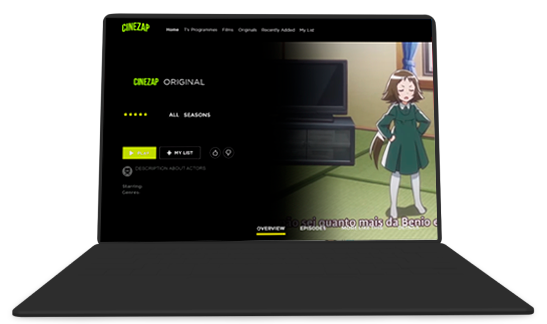 CINEZAP
Home Tv Programmes Films Originals Recently Added My List
CINEZAP ORIGINAL
ALL SEASONS
+ MY LIST
DESCRIPTION ABOUT ACTORS
Starring:
Genres
sei quanto mais da Benio
OVERVIEW EPISODES